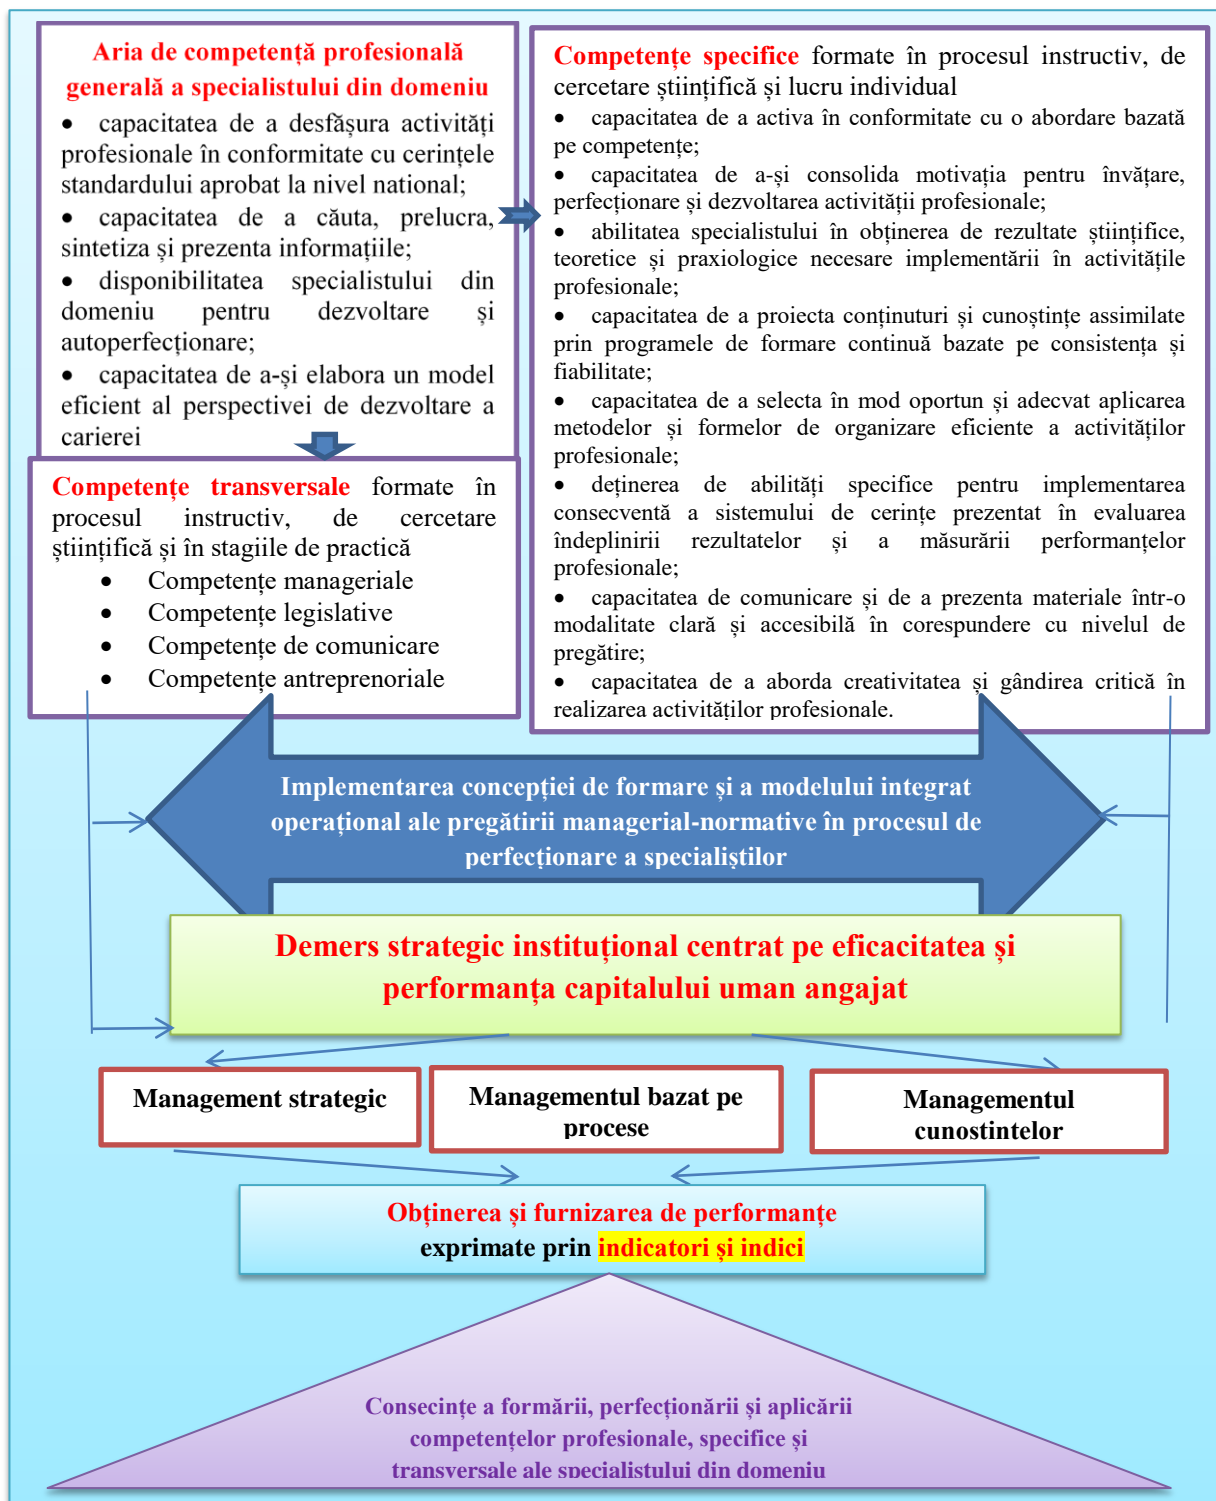 Aria de competență profesională
generală a specialistului din domeniu
• capacitatea de a desfășura activități
profesionale în conformitate cu cerințele
standardului aprobat la nivel national;
• capacitatea de a căuta, prelucra,
sintetiza și prezenta informațiile;
• disponibilitatea specialistului din
domeniu pentru dezvoltare și
autoperfecționare;
• capacitatea de a-și elabora un model
eficient al perspectivei de dezvoltare a
carierei
Competențe transversale formate în
procesul instructiv, de cercetare
științifică și în stagiile de practică
• Competențe manageriale
• Competențe legislative
• Competențe de comunicare
• Competențe antreprenoriale
Competențe specifice formate în procesul instructiv, de
cercetare științifică și lucru individual
• capacitatea de a activa în conformitate cu o abordare bazată
pe competențe;
• capacitatea de a-și consolida motivația pentru învățare,
perfecționare și dezvoltarea activității profesionale;
• abilitatea specialistului în obținerea de rezultate științifice,
teoretice și praxiologice necesare implementării în activitățile
profesionale;
• capacitatea de a proiecta conținuturi și cunoștințe assimilate
prin programele de formare continuă bazate pe consistența și
fiabilitate;
• capacitatea de a selecta în mod oportun și adecvat aplicarea
metodelor și formelor de organizare eficiente a activităților
profesionale;
• deținerea de abilități specifice pentru implementarea
consecventă a sistemului de cerințe prezentat în evaluarea
îndeplinirii rezultatelor și a măsurării performanțelor
profesionale;
• capacitatea de comunicare și de a prezenta materiale într-o
modalitate clară și accesibilă în corespundere cu nivelul de
pregătire;
• capacitatea de a aborda creativitatea și gândirea critică în
realizarea activităților profesionale.
Implementarea concepției de formare și a modelului integrat
operațional ale pregătirii managerial-normative în procesul de
perfecționare a specialiștilor
Demers strategic instituțional centrat pe eficacitatea și
performanța capitalului uman angajat
Management strategic
Managementul bazat pe
procese
Managementul
cunostintelor
Obținerea și furnizarea de performanțe
exprimate prin indicatori și indici
Consecințe a formării, perfecționării și aplicării
competențelor profesionale, specifice și
transversale ale specialistului din domeniu